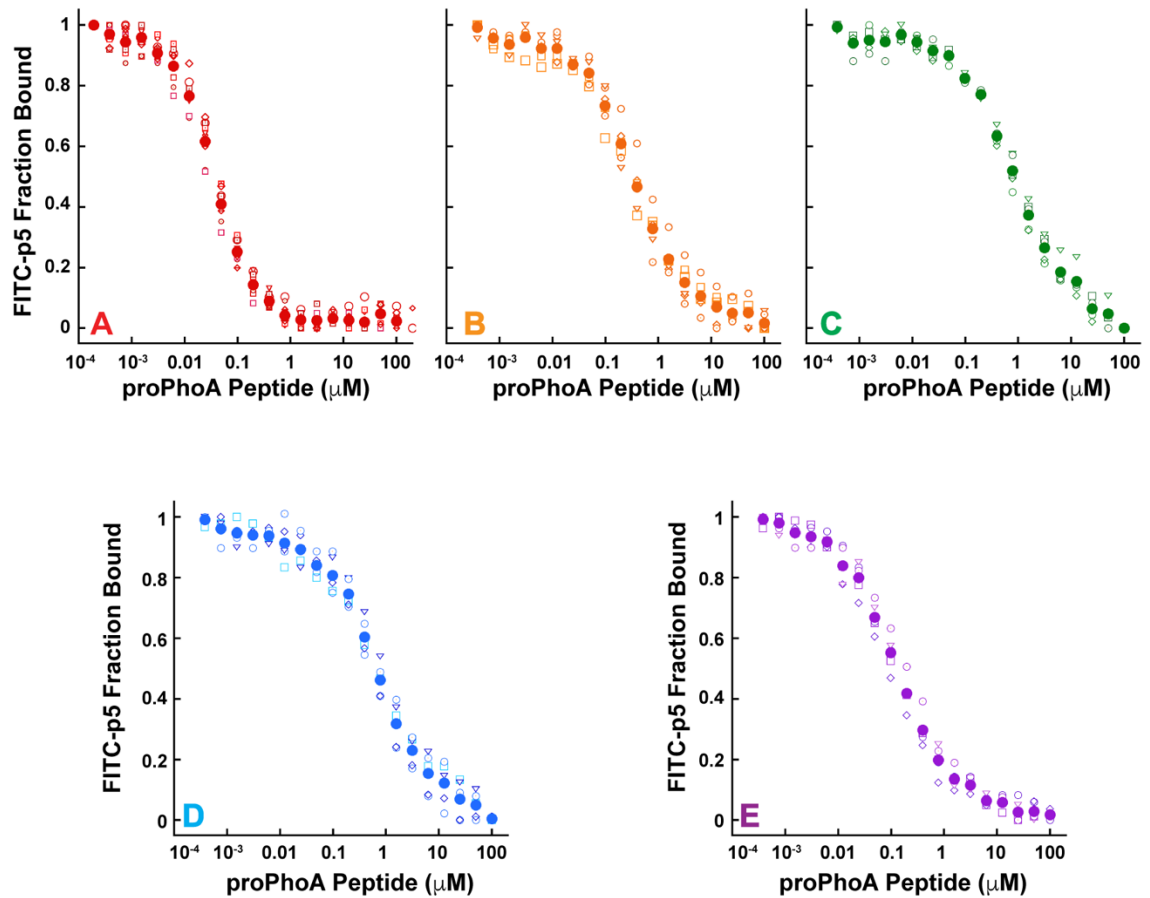 FITC-p5 Fraction Bound
1
0.8
0.6
0.4
0.2
0
A
B
C
10⁻⁴ 10⁻³ 0.01 0.1 1 10 100
10⁻⁴ 10⁻³ 0.01 0.1 1 10 100
10⁻⁴ 10⁻³ 0.01 0.1 1 10 100
proPhoA Peptide (μM)
proPhoA Peptide (μM)
proPhoA Peptide (μM)
FITC-p5 Fraction Bound
1
0.8
0.6
0.4
0.2
0
D
10⁻⁴ 10⁻³ 0.01 0.1 1 10 100
proPhoA Peptide (μM)
FITC-p5 Fraction Bound
1
0.8
0.6
0.4
0.2
0
E
10⁻⁴ 10⁻³ 0.01 0.1 1 10 100
proPhoA Peptide (μM)